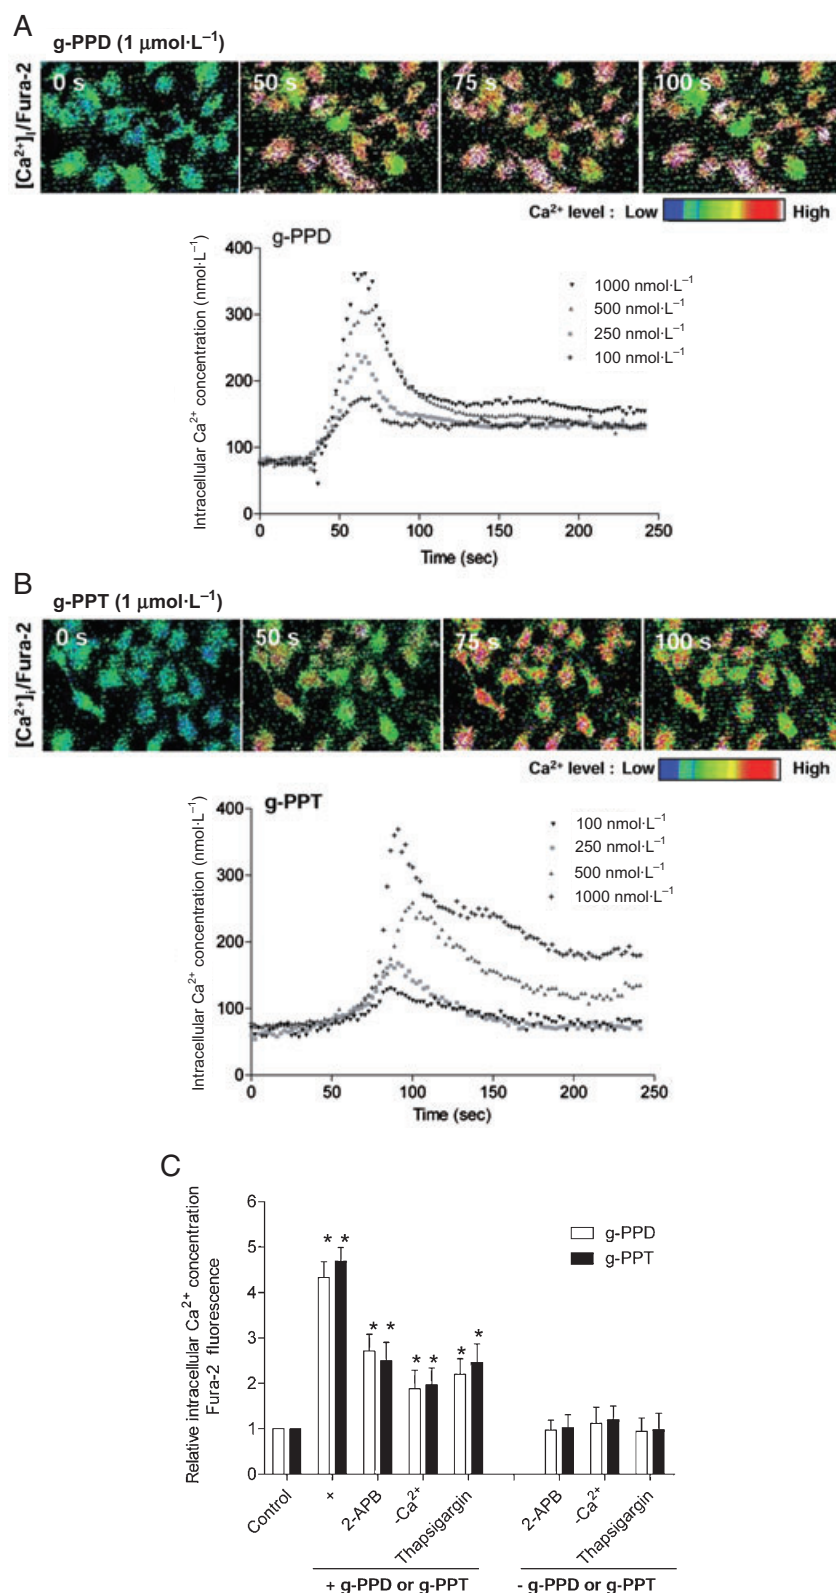 A
g-PPD (1 μmol·L⁻¹)
[Ca²⁺]ᵢ/Fura-2
0 s 50 s 75 s 100 s
Ca²⁺ level : Low High
g-PPD
Intracellular Ca²⁺ concentration (nmol·L⁻¹)
400
300
200
100
0
1000 nmol·L⁻¹
500 nmol·L⁻¹
250 nmol·L⁻¹
100 nmol·L⁻¹
0 50 100 150 200 250
Time (sec)
B
g-PPT (1 μmol·L⁻¹)
[Ca²⁺]ᵢ/Fura-2
0 s 50 s 75 s 100 s
Ca²⁺ level : Low High
g-PPT
Intracellular Ca²⁺ concentration (nmol·L⁻¹)
400
300
200
100
0
100 nmol·L⁻¹
250 nmol·L⁻¹
500 nmol·L⁻¹
1000 nmol·L⁻¹
0 50 100 150 200 250
Time (sec)
C
Relative intracellular Ca²⁺ concentration
Fura-2 fluorescence
6
5
4
3
2
1
0
g-PPD
g-PPT
* *
* *
* *
* *
Control + 2-APB -Ca²⁺ Thapsigargin 2-APB -Ca²⁺ Thapsigargin
+ g-PPD or g-PPT - g-PPD or g-PPT